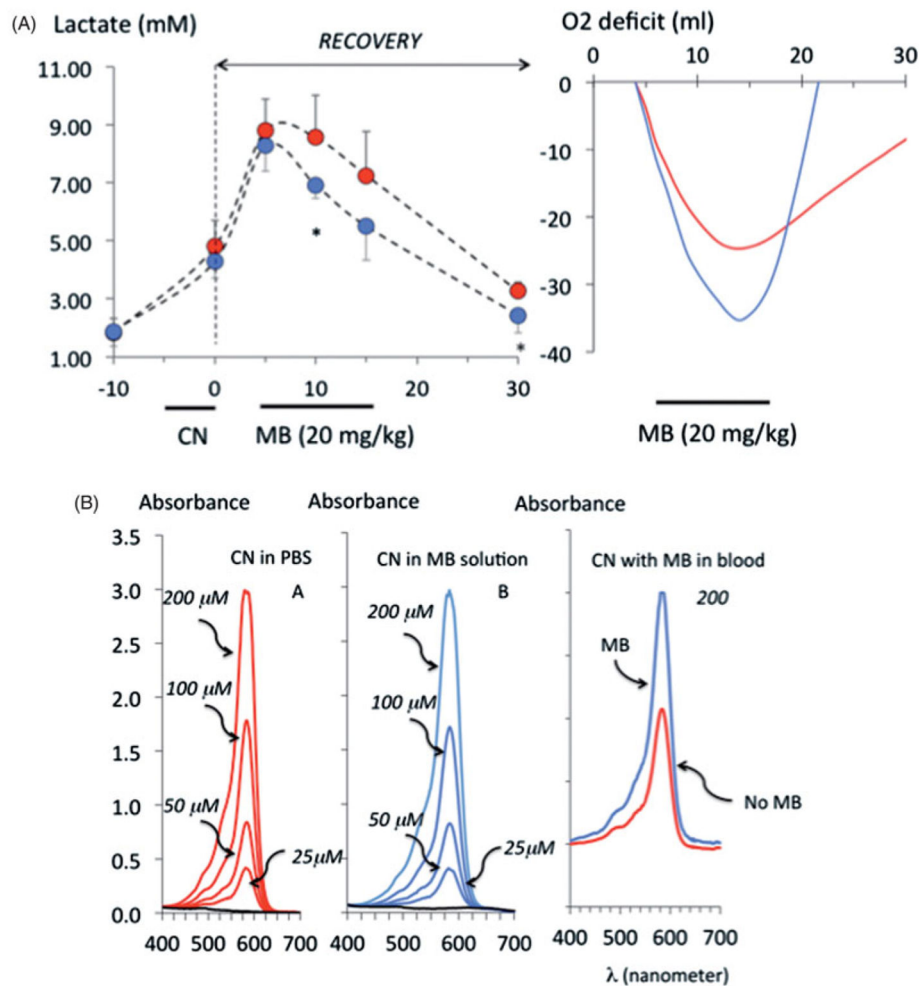 (A) Lactate (mM)
RECOVERY
11.00
9.00
7.00
5.00
3.00
1.00
*
*
-10 0 10 20 30
CN MB (20 mg/kg)
O2 deficit (ml)
0 10 20 30
0
-10
-20
-30
-40
MB (20 mg/kg)
(B) Absorbance Absorbance Absorbance
3.5
3.0
2.5
2.0
1.5
1.0
0.5
0.0
CN in PBS
A
200 µM
100 µM
50 µM
25µM
400 500 600 700
CN in MB solution
B
200 µM
100 µM
50 µM
25µM
400 500 600 700
CN with MB in blood
200
MB
No MB
400 500 600 700
λ (nanometer)